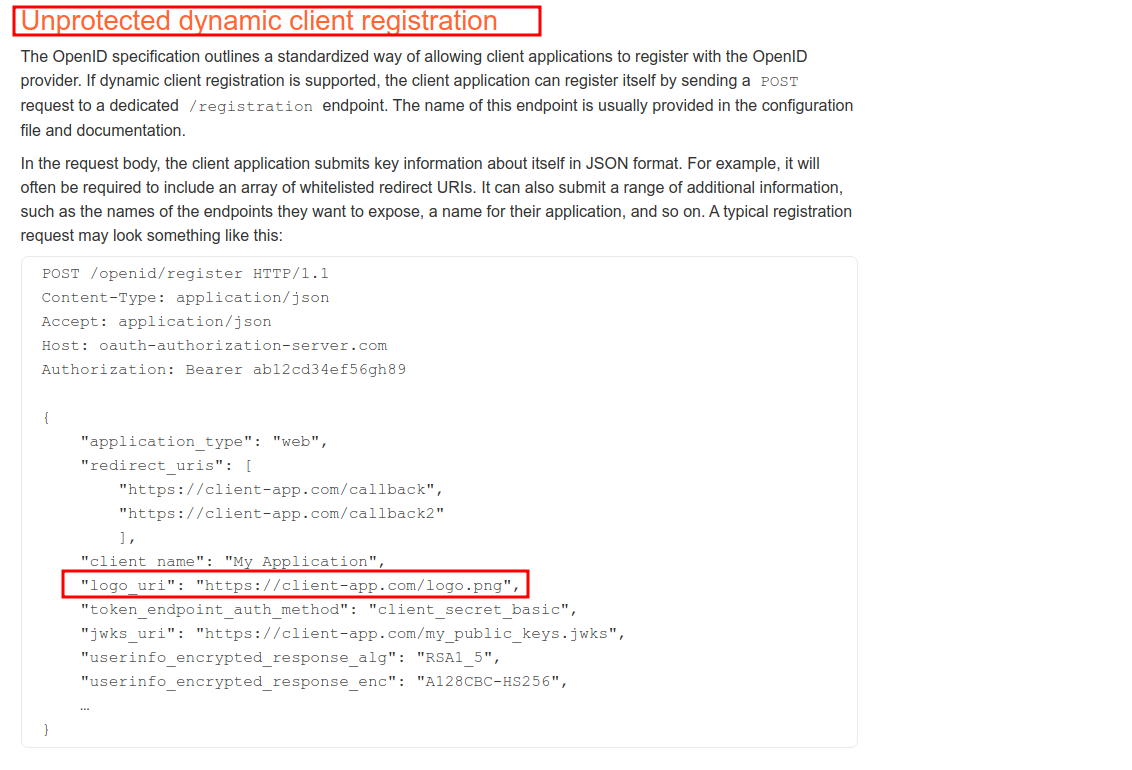 Unprotected dynamic client registration
The OpenID specification outlines a standardized way of allowing client applications to register with the OpenID
provider. If dynamic client registration is supported, the client application can register itself by sending a POST
request to a dedicated /registration endpoint. The name of this endpoint is usually provided in the configuration
file and documentation.
In the request body, the client application submits key information about itself in JSON format. For example, it will
often be required to include an array of whitelisted redirect URIs. It can also submit a range of additional information,
such as the names of the endpoints they want to expose, a name for their application, and so on. A typical registration
request may look something like this:
POST /openid/register HTTP/1.1
Content-Type: application/json
Accept: application/json
Host: oauth-authorization-server.com
Authorization: Bearer ab12cd34ef56gh89
{
"application_type": "web",
"redirect_uris": [
"https://client-app.com/callback",
"https://client-app.com/callback2"
],
"client_name": "My Application",
"logo_uri": "https://client-app.com/logo.png",
"token_endpoint_auth_method": "client_secret_basic",
"jwks_uri": "https://client-app.com/my_public_keys.jwks",
"userinfo_encrypted_response_alg": "RSA1_5",
"userinfo_encrypted_response_enc": "A128CBC-HS256",
…
}